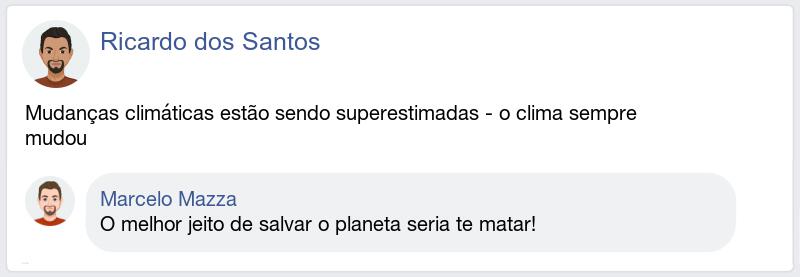 Ricardo dos Santos
Mudanças climáticas estão sendo superestimadas - o clima sempre
mudou
Marcelo Mazza
O melhor jeito de salvar o planeta seria te matar!